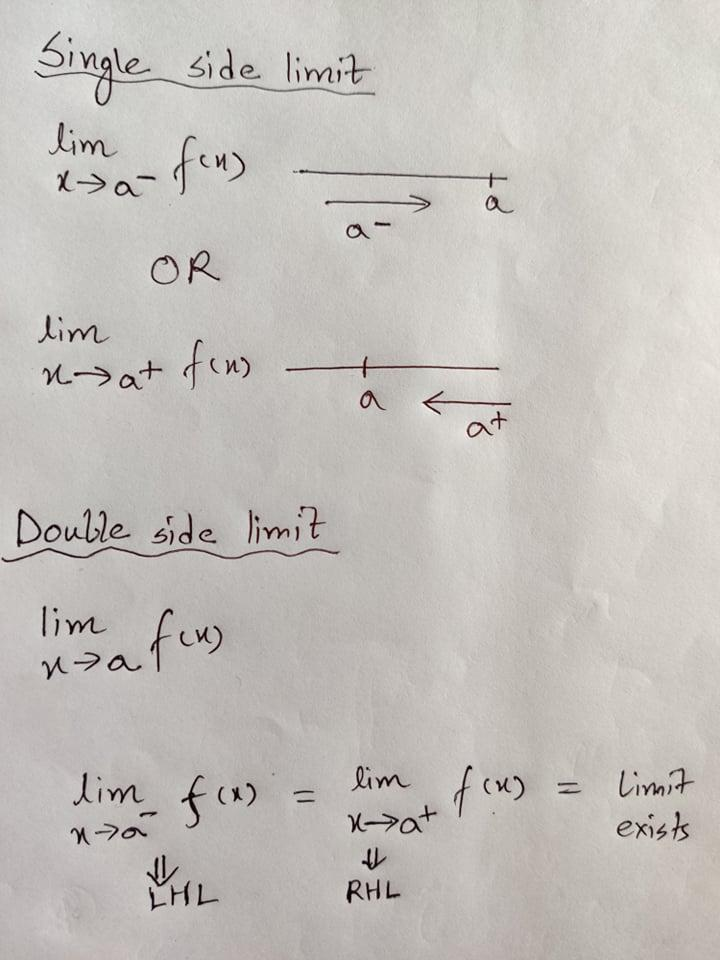 Single side limit
lim
x→a⁻ f(x)
a
a⁻
OR
lim
x→a⁺ f(x)
a
a⁺
Double side limit
lim
x→a f(x)
lim f(x) = lim f(x) = Limit
x→a⁻ x→a⁺ exists
⇓ ⇓
LHL RHL